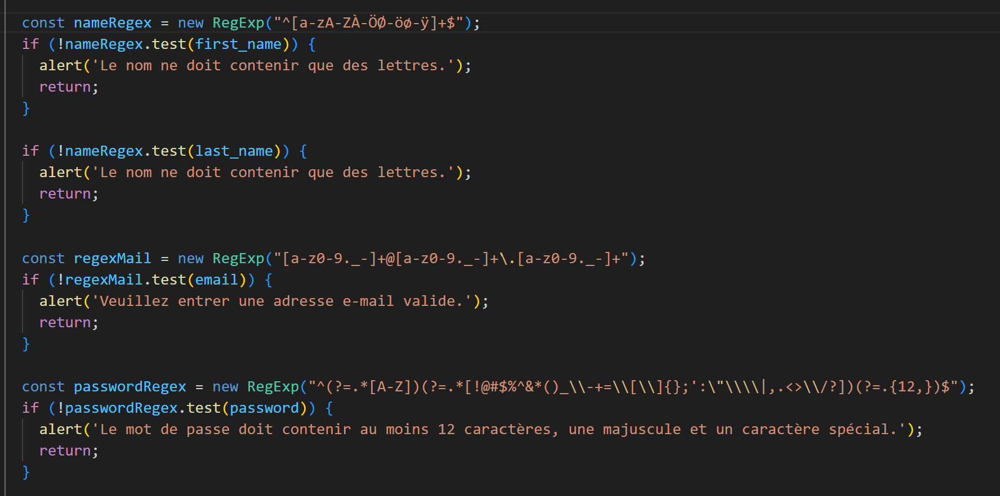 const nameRegex = new RegExp("^[a-zA-ZÀ-ÖØ-öø-ÿ]+$");
if (!nameRegex.test(first_name)) {
alert('Le nom ne doit contenir que des lettres.');
return;
}
if (!nameRegex.test(last_name)) {
alert('Le nom ne doit contenir que des lettres.');
return;
}
const regexMail = new RegExp("[a-z0-9._-]+@[a-z0-9._-]+\.[a-z0-9._-]+");
if (!regexMail.test(email)) {
alert('Veuillez entrer une adresse e-mail valide.');
return;
}
const passwordRegex = new RegExp("^(?=.*[A-Z])(?=.*[!@#$%^&*()_\\-+=\\[\\]{};':\"\\\\|,.<>\\/?])(?=.{12,})$");
if (!passwordRegex.test(password)) {
alert('Le mot de passe doit contenir au moins 12 caractères, une majuscule et un caractère spécial.');
return;
}